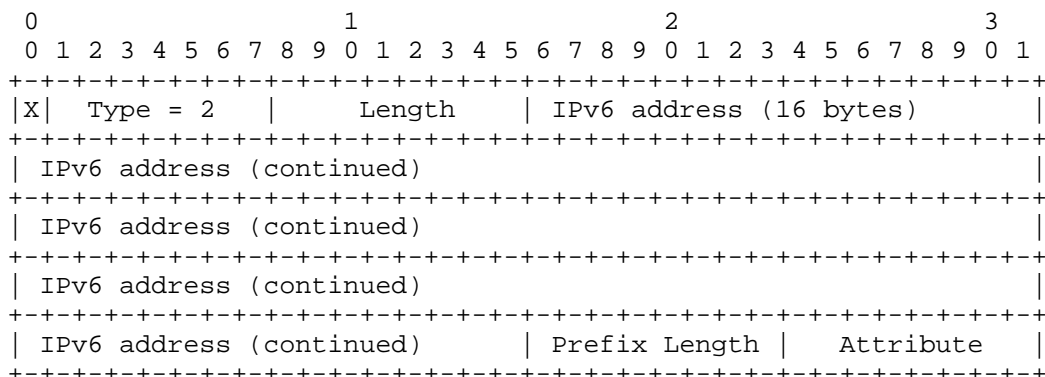 0                   1                   2                   3
 0 1 2 3 4 5 6 7 8 9 0 1 2 3 4 5 6 7 8 9 0 1 2 3 4 5 6 7 8 9 0 1
+-+-+-+-+-+-+-+-+-+-+-+-+-+-+-+-+-+-+-+-+-+-+-+-+-+-+-+-+-+-+-+-+
|X|  Type = 2   |     Length    | IPv6 address (16 bytes)       |
+-+-+-+-+-+-+-+-+-+-+-+-+-+-+-+-+-+-+-+-+-+-+-+-+-+-+-+-+-+-+-+-+
| IPv6 address (continued)                                      |
+-+-+-+-+-+-+-+-+-+-+-+-+-+-+-+-+-+-+-+-+-+-+-+-+-+-+-+-+-+-+-+-+
| IPv6 address (continued)                                      |
+-+-+-+-+-+-+-+-+-+-+-+-+-+-+-+-+-+-+-+-+-+-+-+-+-+-+-+-+-+-+-+-+
| IPv6 address (continued)                                      |
+-+-+-+-+-+-+-+-+-+-+-+-+-+-+-+-+-+-+-+-+-+-+-+-+-+-+-+-+-+-+-+-+
| IPv6 address (continued)      | Prefix Length |   Attribute   |
+-+-+-+-+-+-+-+-+-+-+-+-+-+-+-+-+-+-+-+-+-+-+-+-+-+-+-+-+-+-+-+-+